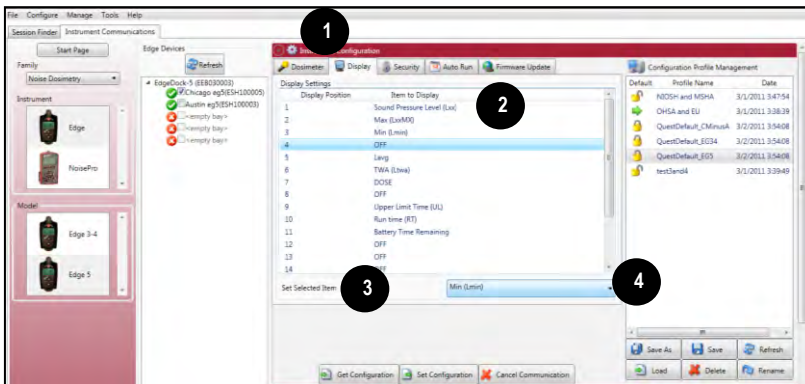 File Configure Manage Tools Help
Session Finder Instrument Communications
Start Page
Family
Noise Dosimetry
Instrument
Edge
NoisePro
Model
Edge 3-4
Edge 5
Edge Devices
Refresh
EdgeDock-5 (EEB030003)
Chicago eg5(ESH100005)
Austin eg5(ESH100003)
<empty bay>
<empty bay>
1
Configuration
Dosimeter Display Security Auto Run Firmware Update
Display Settings
Display Position Item to Display
1 Sound Pressure Level (Lxx)
2 Max (LxxMX)
3 Min (Lmin)
4 OFF
5 Lavg
6 TWA (Ltwa)
7 DOSE
8 OFF
9 Upper Limit Time (UL)
10 Run time (RT)
11 Battery Time Remaining
12 OFF
13 OFF
14 OFF
2
Set Selected Item
3
Min (Lmin)
4
Get Configuration Set Configuration Cancel Communication
Configuration Profile Management
Default Profile Name Date
NIOSH and MSHA 3/1/2011 3:47:54
OHSA and EU 3/1/2011 3:38:39
QuestDefault_CMinusA 3/2/2011 3:54:08
QuestDefault_EG34 3/2/2011 3:54:08
QuestDefault_EG5 3/2/2011 3:54:08
test3and4 3/1/2011 3:39:49
Save As Save Refresh
Load Delete Rename